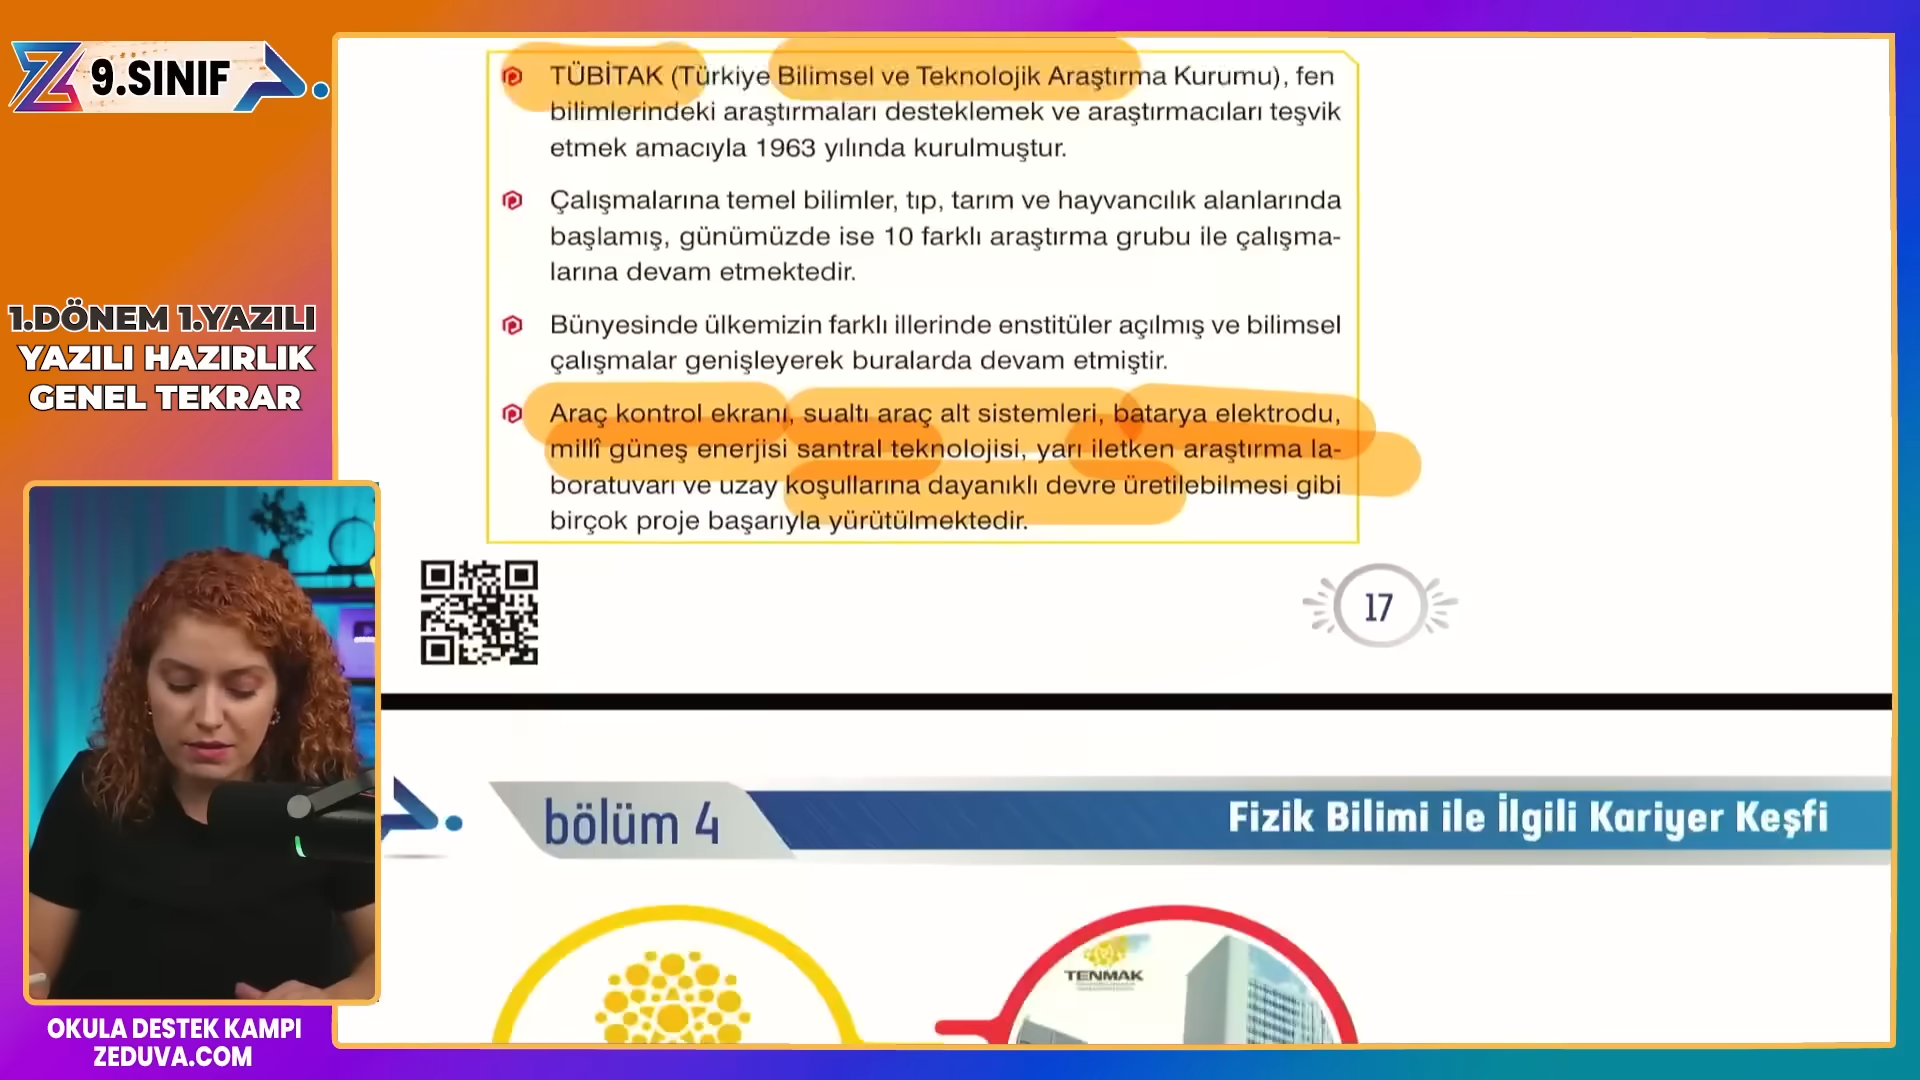 9.SINIF
1.DÖNEM 1.YAZILI
YAZILI HAZIRLIK
GENEL TEKRAR
TÜBİTAK (Türkiye Bilimsel ve Teknolojik Araştırma Kurumu), fen
bilimlerindeki araştırmaları desteklemek ve araştırmacıları teşvik
etmek amacıyla 1963 yılında kurulmuştur.
Çalışmalarına temel bilimler, tıp, tarım ve hayvancılık alanlarında
başlamış, günümüzde ise 10 farklı araştırma grubu ile çalışma-
larına devam etmektedir.
Bünyesinde ülkemizin farklı illerinde enstitüler açılmış ve bilimsel
çalışmalar genişleyerek buralarda devam etmiştir.
Araç kontrol ekranı, sualtı araç alt sistemleri, batarya elektrodu,
millî güneş enerjisi santral teknolojisi, yarı iletken araştırma la-
boratuvarı ve uzay koşullarına dayanıklı devre üretilebilmesi gibi
birçok proje başarıyla yürütülmektedir.
17
bölüm 4
Fizik Bilimi ile İlgili Kariyer Keşfi
TENMAK
OKULA DESTEK KAMPI
ZEDUVA.COM